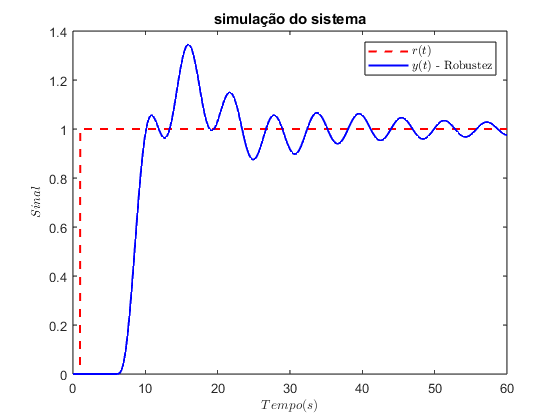 simulação do sistema
r(t)
y(t) - Robustez
Sinal
1.4
1.2
1
0.8
0.6
0.4
0.2
0
0 10 20 30 40 50 60
Tempo(s)